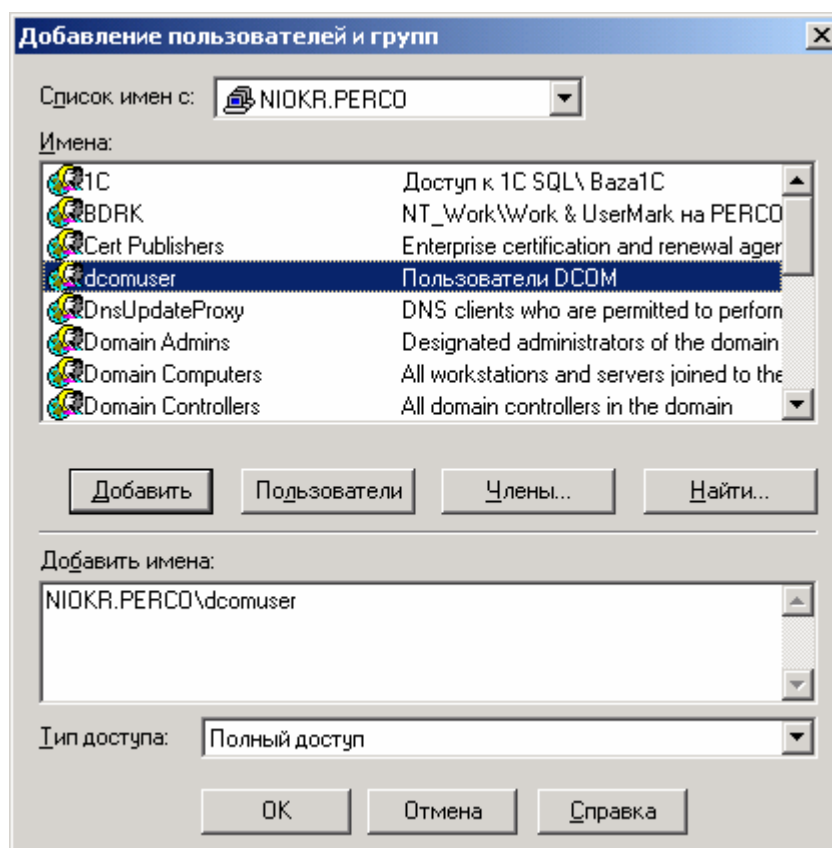 Добавление пользователей и групп
Список имен с: NIOKR.PERCO
Имена:
1C Доступ к 1С SQL\ Baza1C
BDRK NT_Work\Work & UserMark на PERCO
Cert Publishers Enterprise certification and renewal ager
dcomuser Пользователи DCOM
DnsUpdateProxy DNS clients who are permitted to perform
Domain Admins Designated administrators of the domain
Domain Computers All workstations and servers joined to the
Domain Controllers All domain controllers in the domain
Добавить Пользователи Члены... Найти...
Добавить имена:
NIOKR.PERCO\dcomuser
Тип доступа: Полный доступ
OK Отмена Справка